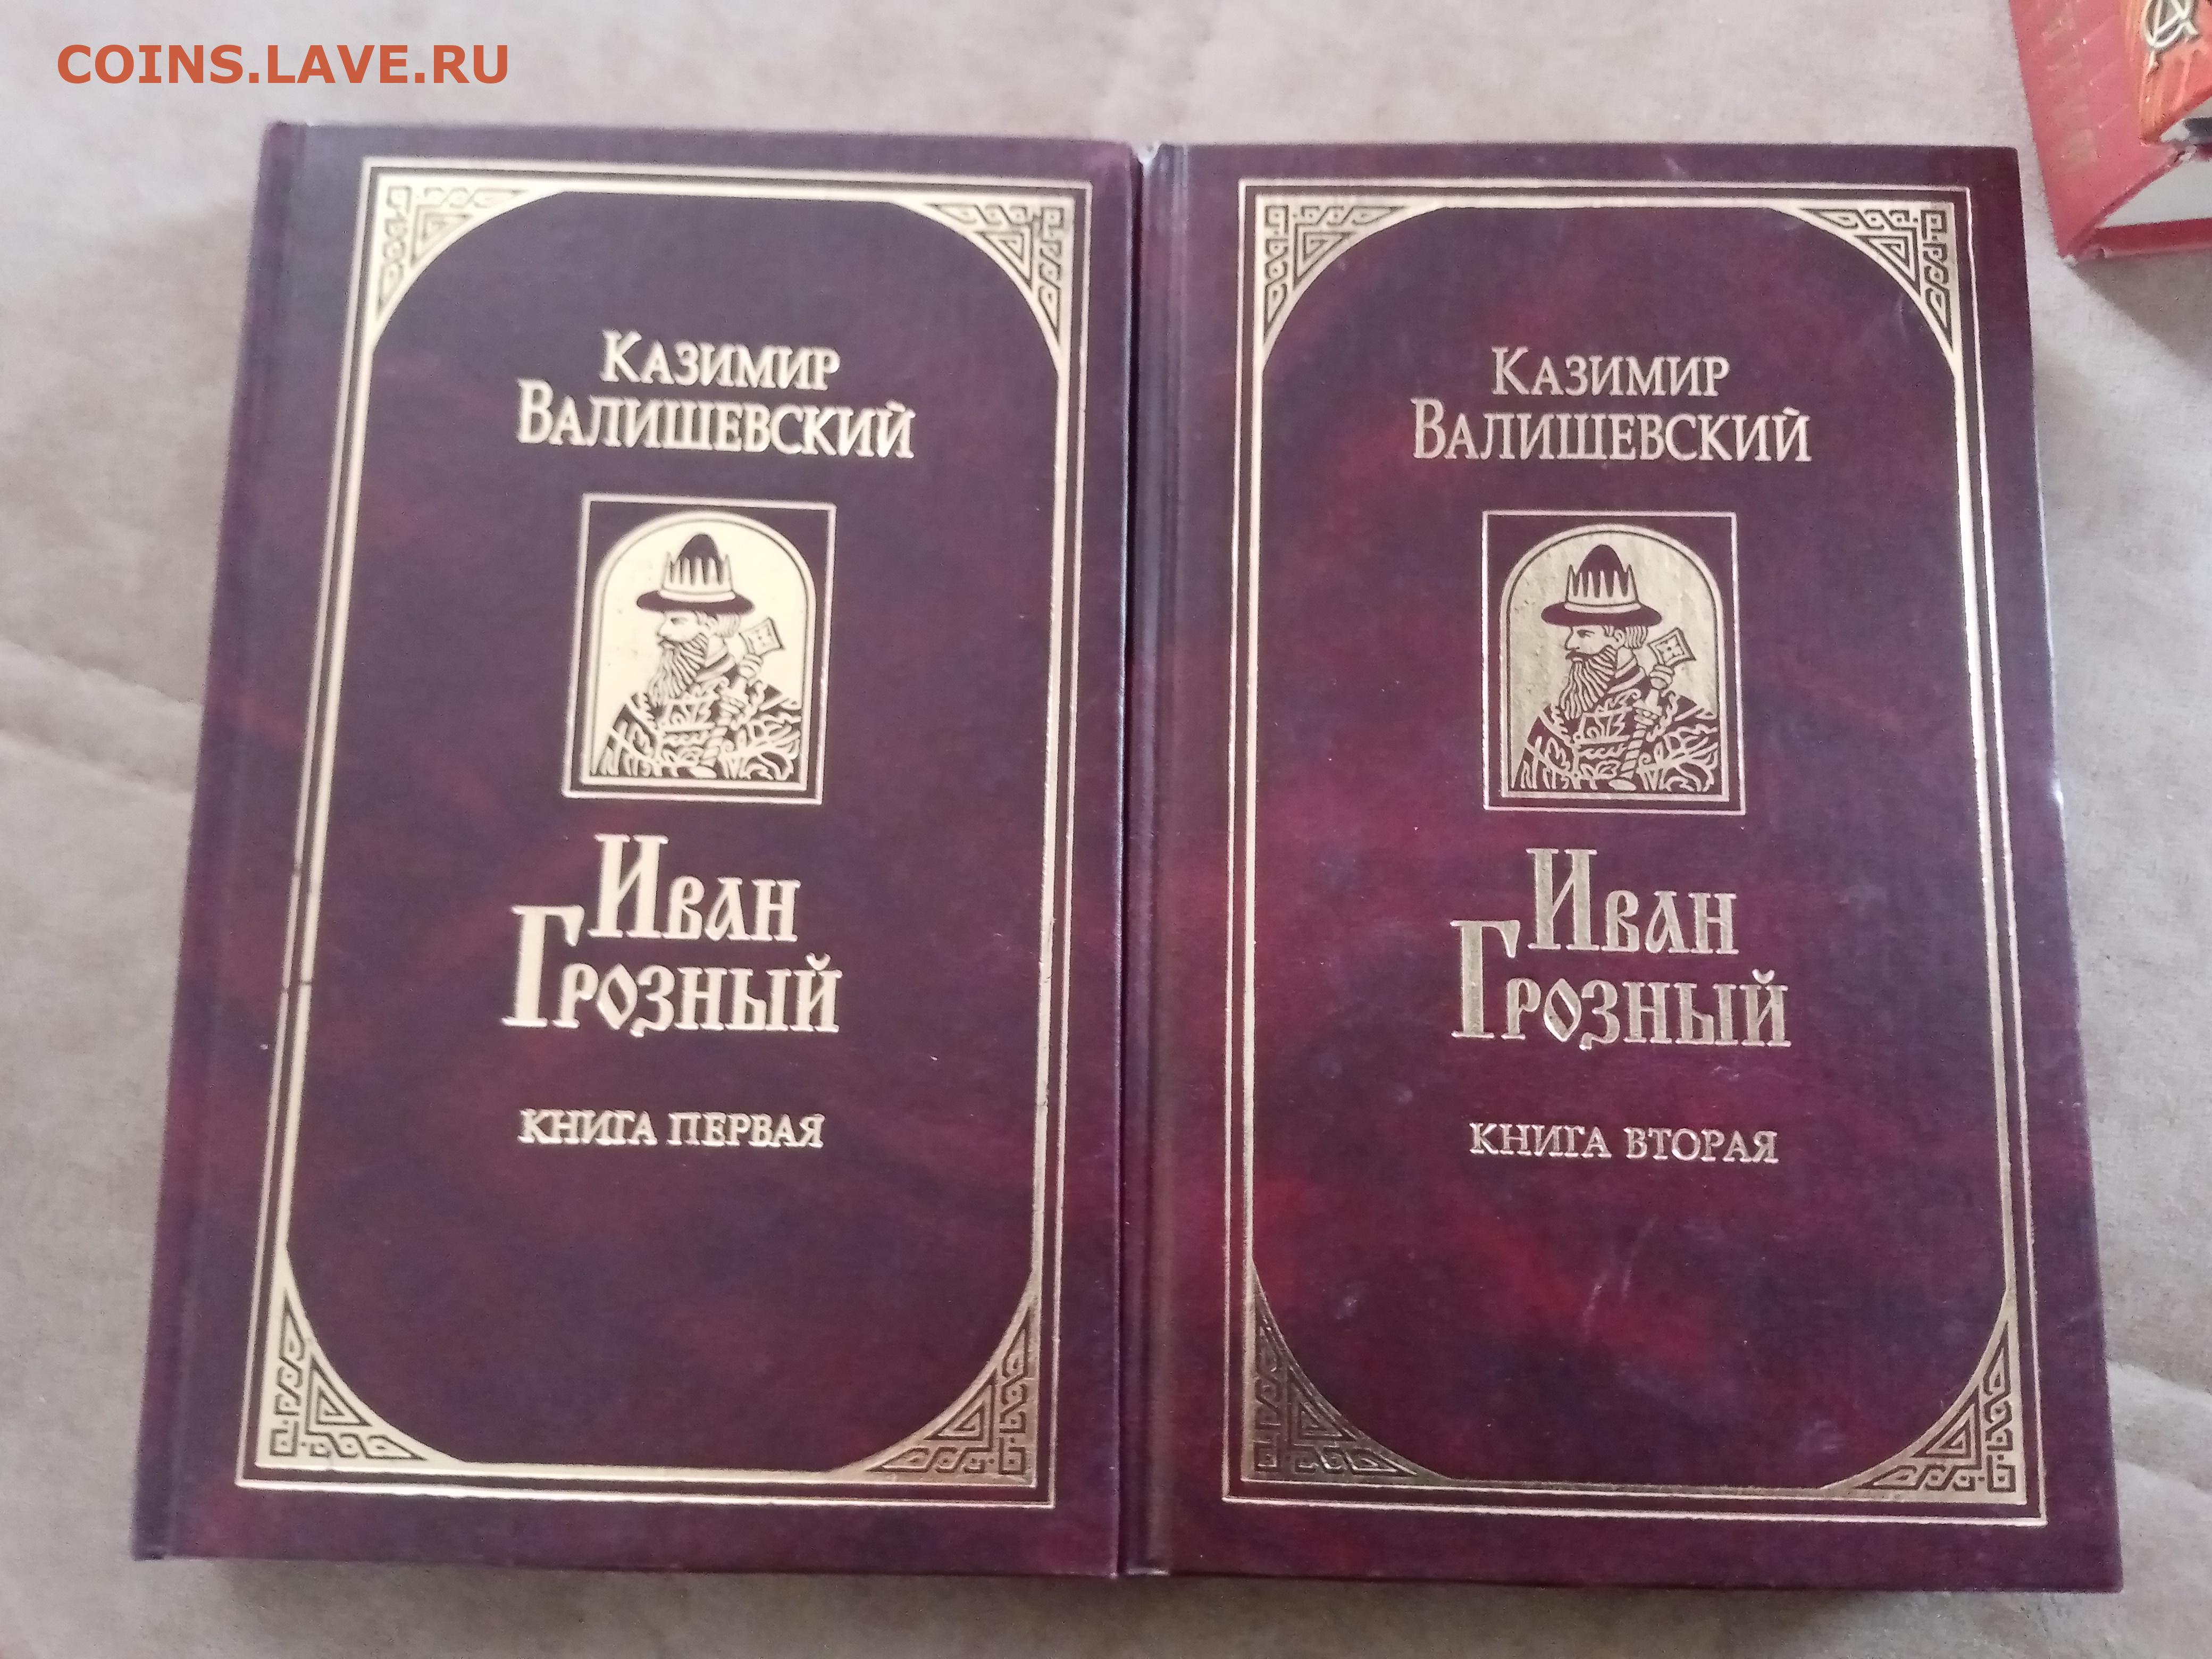 COINS.LAVE.RU
Казимир
Валишевский
Иван
Грозный
книга первая
Казимир
Валишевский
Иван
Грозный
книга вторая